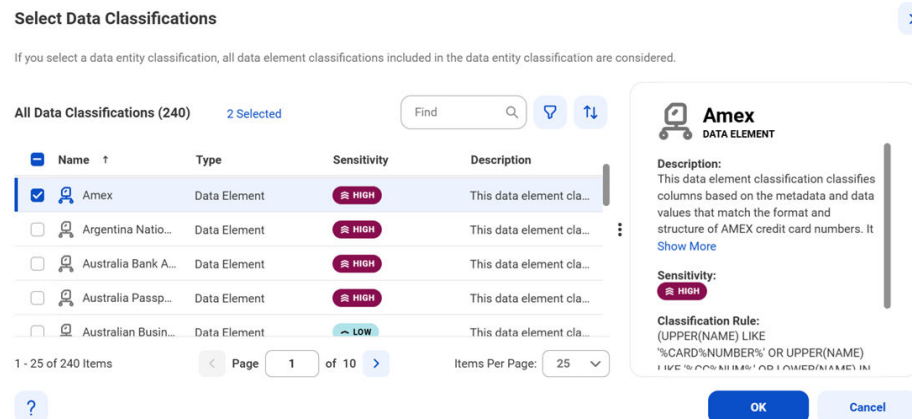 Select Data Classifications
If you select a data entity classification, all data element classifications included in the data entity classification are considered.
All Data Classifications (240) 2 Selected Find
Name ↑ Type Sensitivity Description
Amex Data Element HIGH This data element cla...
Argentina Natio... Data Element HIGH This data element cla...
Australia Bank A... Data Element HIGH This data element cla...
Australia Passp... Data Element HIGH This data element cla...
Australian Busin... Data Element LOW This data element cla...
1 - 25 of 240 Items Page 1 of 10 Items Per Page: 25
Amex
DATA ELEMENT
Description:
This data element classification classifies
columns based on the metadata and data
values that match the format and
structure of AMEX credit card numbers. It
Show More
Sensitivity:
HIGH
Classification Rule:
(UPPER(NAME) LIKE
'%CARD%NUMBER%' OR UPPER(NAME)
LIKE '%CC%NUM%' OR LOWER(NAME) IN
? OK Cancel